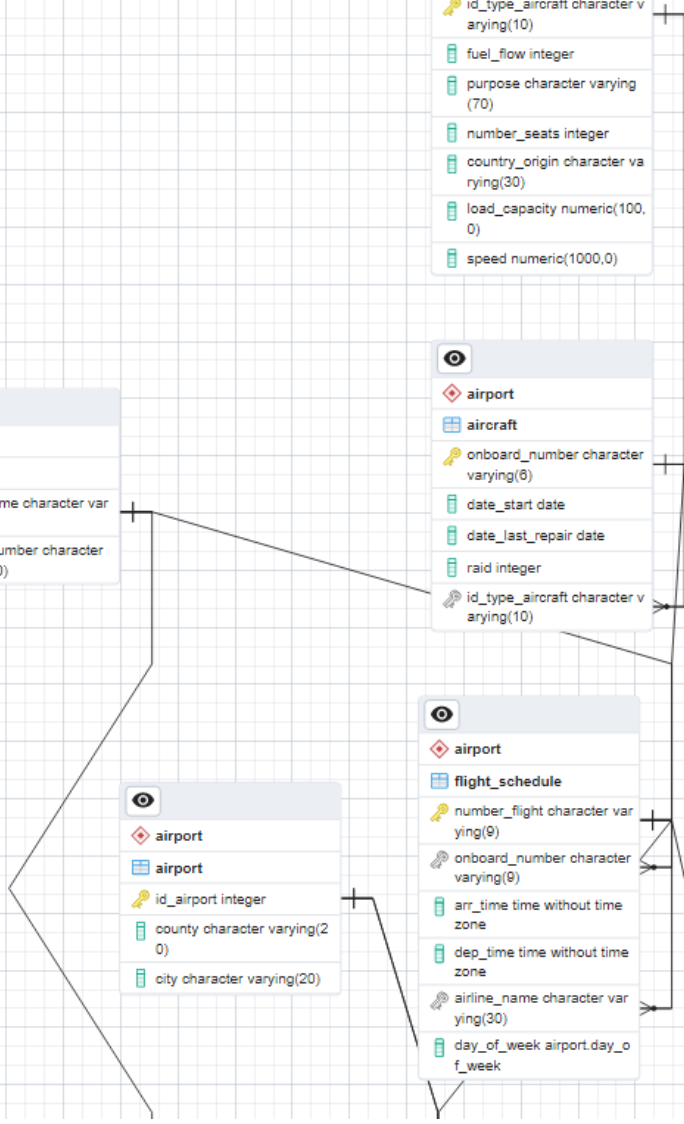 id_type_aircraft character v
arying(10)
fuel_flow integer
purpose character varying
(70)
number_seats integer
country_origin character va
rying(30)
load_capacity numeric(100,
0)
speed numeric(1000,0)
airport
aircraft
onboard_number character
varying(6)
date_start date
date_last_repair date
raid integer
id_type_aircraft character v
arying(10)
me character var
umber character
0)
airport
flight_schedule
number_flight character var
ying(9)
onboard_number character
varying(9)
arr_time time without time
zone
dep_time time without time
zone
airline_name character var
ying(30)
day_of_week airport.day_o
f_week
airport
airport
id_airport integer
county character varying(2
0)
city character varying(20)